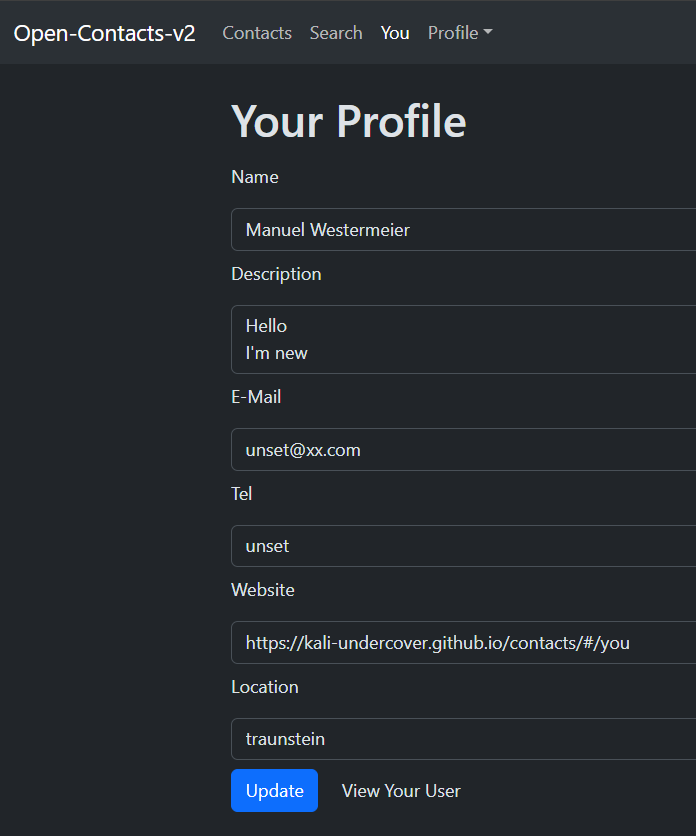 Open-Contacts-v2 Contacts Search You Profile
Your Profile
Name
Manuel Westermeier
Description
Hello
I'm new
E-Mail
unset@xx.com
Tel
unset
Website
https://kali-undercover.github.io/contacts/#/you
Location
traunstein
Update View Your User